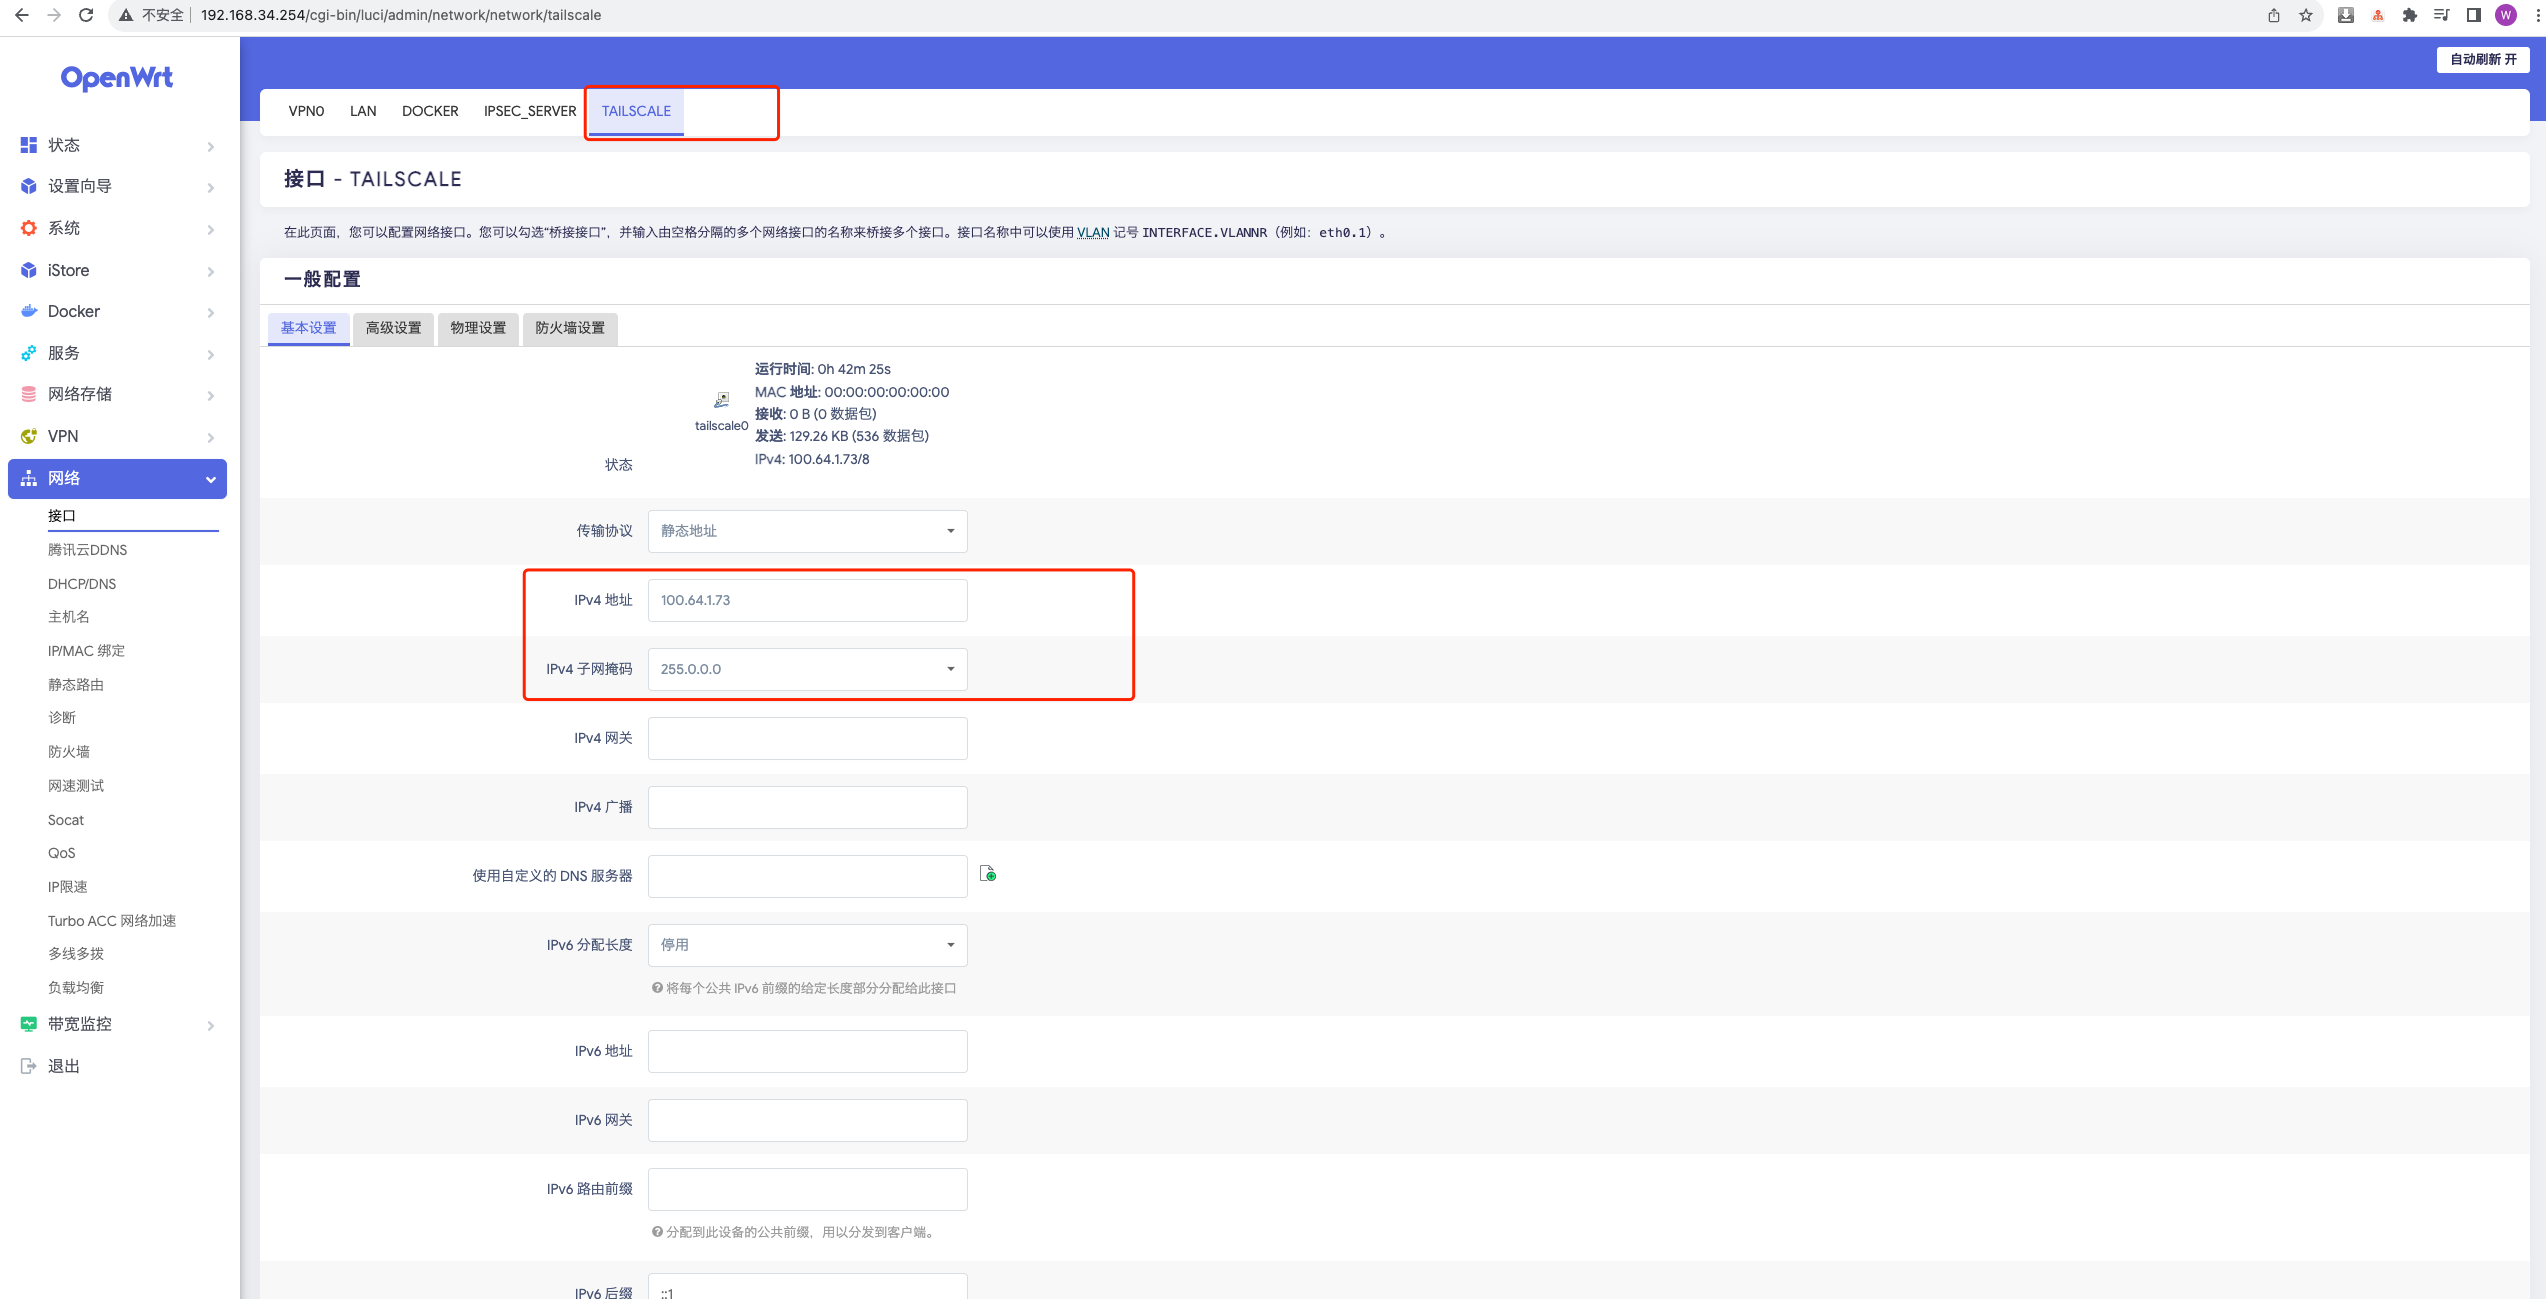 不安全 192.168.34.254/cgi-bin/luci/admin/network/network/tailscale
W
OpenWrt
自动刷新 开
VPN0 LAN DOCKER IPSEC_SERVER TAILSCALE
状态
设置向导
系统
iStore
Docker
服务
网络存储
VPN
网络
接口
腾讯云DDNS
DHCP/DNS
主机名
IP/MAC 绑定
静态路由
诊断
防火墙
网速测试
Socat
QoS
IP限速
Turbo ACC 网络加速
多线多拨
负载均衡
带宽监控
退出
接口 - TAILSCALE
在此页面，您可以配置网络接口。您可以勾选“桥接接口”，并输入由空格分隔的多个网络接口的名称来桥接多个接口。接口名称中可以使用 VLAN 记号 INTERFACE.VLANNR（例如：eth0.1）。
一般配置
基本设置 高级设置 物理设置 防火墙设置
状态
tailscale0
运行时间: 0h 42m 25s
MAC 地址: 00:00:00:00:00:00
接收: 0 B (0 数据包)
发送: 129.26 KB (536 数据包)
IPv4: 100.64.1.73/8
传输协议 静态地址
IPv4 地址 100.64.1.73
IPv4 子网掩码 255.0.0.0
IPv4 网关
IPv4 广播
使用自定义的 DNS 服务器
IPv6 分配长度 停用
将每个公共 IPv6 前缀的给定长度部分分配给此接口
IPv6 地址
IPv6 网关
IPv6 路由前缀
分配到此设备的公共前缀，用以分发到客户端。
IPv6 后缀 ::1